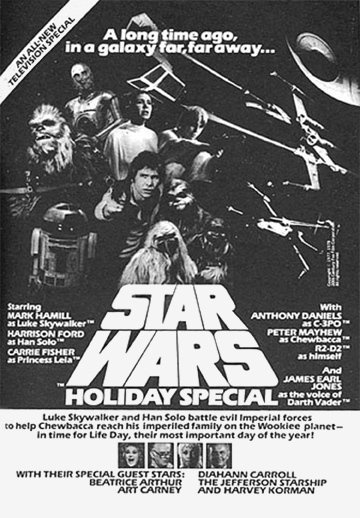 AN ALL-NEW
TELEVISION SPECIAL
A long time ago,
in a galaxy far, far away...
Starring
MARK HAMILL
as Luke Skywalker™
HARRISON FORD
as Han Solo™
CARRIE FISHER
as Princess Leia™
With
ANTHONY DANIELS
as C-3PO™
PETER MAYHEW
as Chewbacca™
R2-D2™
as himself
And
JAMES EARL
JONES
as the voice of
Darth Vader™
STAR
WARS
™ HOLIDAY SPECIAL
Luke Skywalker and Han Solo battle evil Imperial forces
to help Chewbacca reach his imperiled family on the Wookiee planet–
in time for Life Day, their most important day of the year!
WITH THEIR SPECIAL GUEST STARS:
BEATRICE ARTHUR
ART CARNEY
DIAHANN CARROLL
THE JEFFERSON STARSHIP
AND HARVEY KORMAN